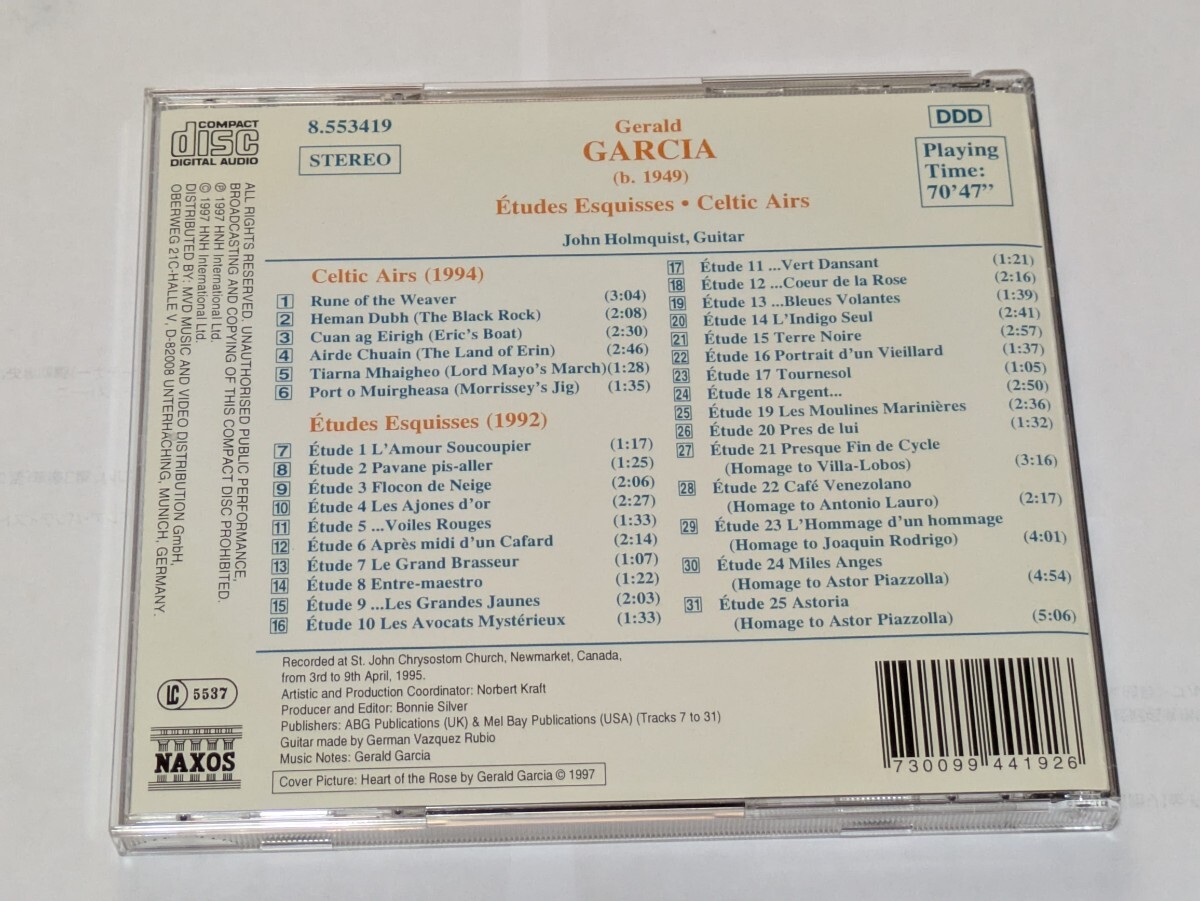 COMPACT
disc
DIGITAL AUDIO
8.553419
STEREO
Gerald
GARCIA
(b. 1949)
Études Esquisses • Celtic Airs
DDD
Playing
Time:
70'47"
John Holmquist, Guitar
Celtic Airs (1994)
1 Rune of the Weaver (3:04)
2 Heman Dubh (The Black Rock) (2:08)
3 Cuan ag Eirigh (Eric's Boat) (2:30)
4 Airde Chuain (The Land of Erin) (2:46)
5 Tiarna Mhaigheo (Lord Mayo's March) (1:28)
6 Port o Muirgheasa (Morrissey's Jig) (1:35)
Études Esquisses (1992)
7 Étude 1 L'Amour Soucoupier (1:17)
8 Étude 2 Pavane pis-aller (1:25)
9 Étude 3 Flocon de Neige (2:06)
10 Étude 4 Les Ajones d'or (2:27)
11 Étude 5 ...Voiles Rouges (1:33)
12 Étude 6 Après midi d'un Cafard (2:14)
13 Étude 7 Le Grand Brasseur (1:07)
14 Étude 8 Entre-maestro (1:22)
15 Étude 9 ...Les Grandes Jaunes (2:03)
16 Étude 10 Les Avocats Mystérieux (1:33)
17 Étude 11 ...Vert Dansant (1:21)
18 Étude 12 ...Coeur de la Rose (2:16)
19 Étude 13 ...Bleues Volantes (1:39)
20 Étude 14 L'Indigo Seul (2:41)
21 Étude 15 Terre Noire (2:57)
22 Étude 16 Portrait d'un Vieillard (1:37)
23 Étude 17 Tournesol (1:05)
24 Étude 18 Argent... (2:50)
25 Étude 19 Les Moulines Marinières (2:36)
26 Étude 20 Pres de lui (1:32)
27 Étude 21 Presque Fin de Cycle
(Homage to Villa-Lobos) (3:16)
28 Étude 22 Café Venezolano
(Homage to Antonio Lauro) (2:17)
29 Étude 23 L'Hommage d'un hommage
(Homage to Joaquin Rodrigo) (4:01)
30 Étude 24 Miles Anges
(Homage to Astor Piazzolla) (4:54)
31 Étude 25 Astoria
(Homage to Astor Piazzolla) (5:06)
ALL RIGHTS RESERVED. UNAUTHORISED PUBLIC PERFORMANCE,
BROADCASTING AND COPYING OF THIS COMPACT DISC PROHIBITED.
℗ 1997 HNH International Ltd.
© 1997 HNH International Ltd.
DISTRIBUTED BY: MVD MUSIC AND VIDEO DISTRIBUTION GmbH,
OBERWEG 21C-HALLE V, D-82008 UNTERHACHING, MUNICH, GERMANY.
LC 5537
NAXOS
Recorded at St. John Chrysostom Church, Newmarket, Canada,
from 3rd to 9th April, 1995.
Artistic and Production Coordinator: Norbert Kraft
Producer and Editor: Bonnie Silver
Publishers: ABG Publications (UK) & Mel Bay Publications (USA) (Tracks 7 to 31)
Guitar made by German Vazquez Rubio
Music Notes: Gerald Garcia
Cover Picture: Heart of the Rose by Gerald Garcia © 1997
7 30099 44192 6